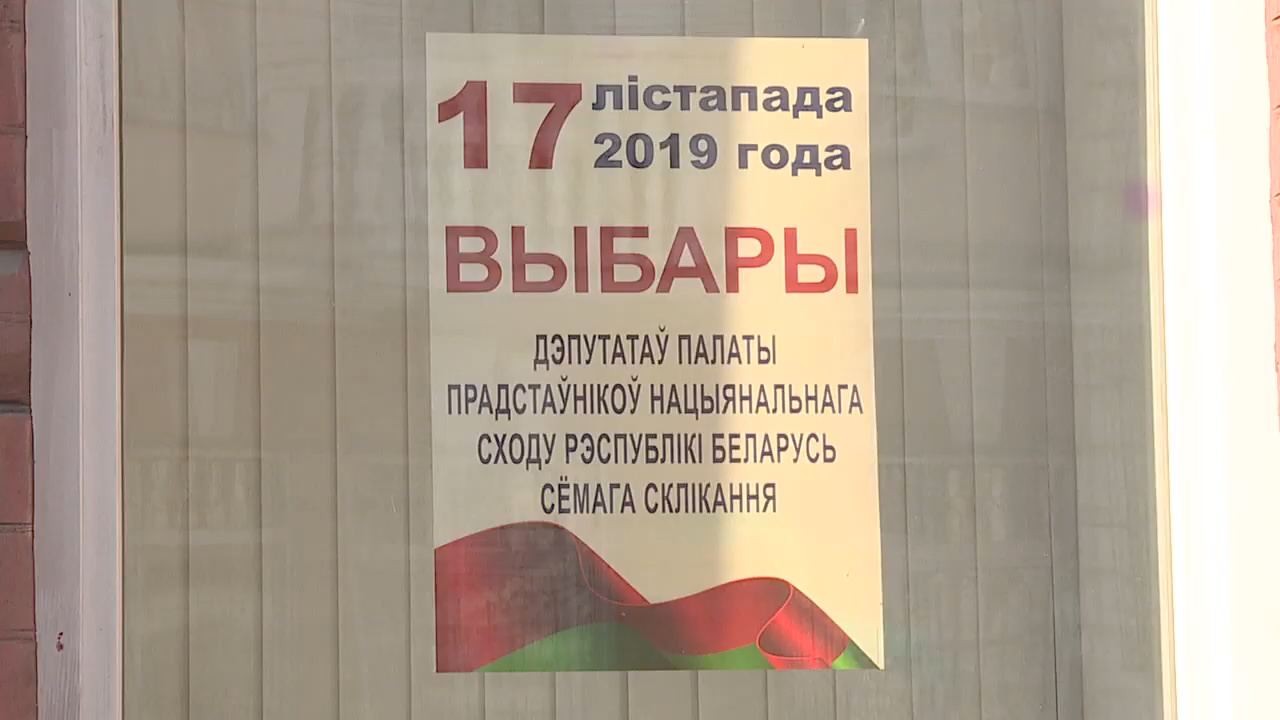 17 лістапада
2019 года
ВЫБАРЫ
ДЭПУТАТАЎ ПАЛАТЫ
ПРАДСТАЎНІКОЎ НАЦЫЯНАЛЬНАГА
СХОДУ РЭСПУБЛІКІ БЕЛАРУСЬ
СЁМАГА СКЛІКАННЯ